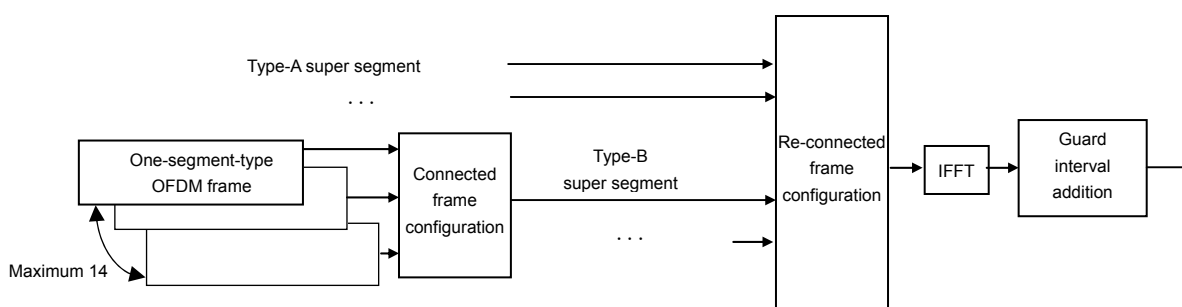 Type-A super segment
. . .
One-segment-type
OFDM frame
Maximum 14
Connected
frame
configuration
Type-B
super segment
. . .
Re-connected
frame
configuration
IFFT
Guard
interval
addition